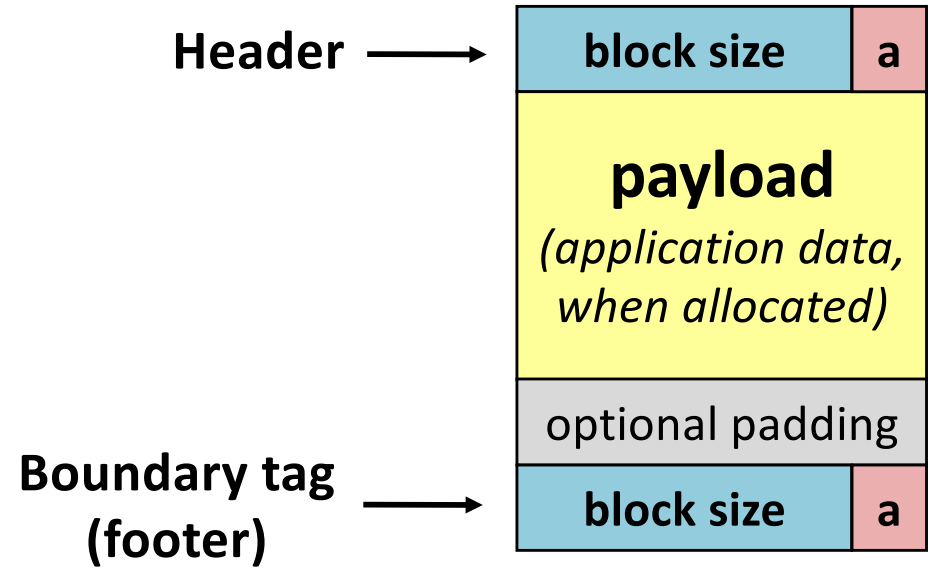 Header
block size
a
payload
(application data,
when allocated)
optional padding
Boundary tag
(footer)
block size
a